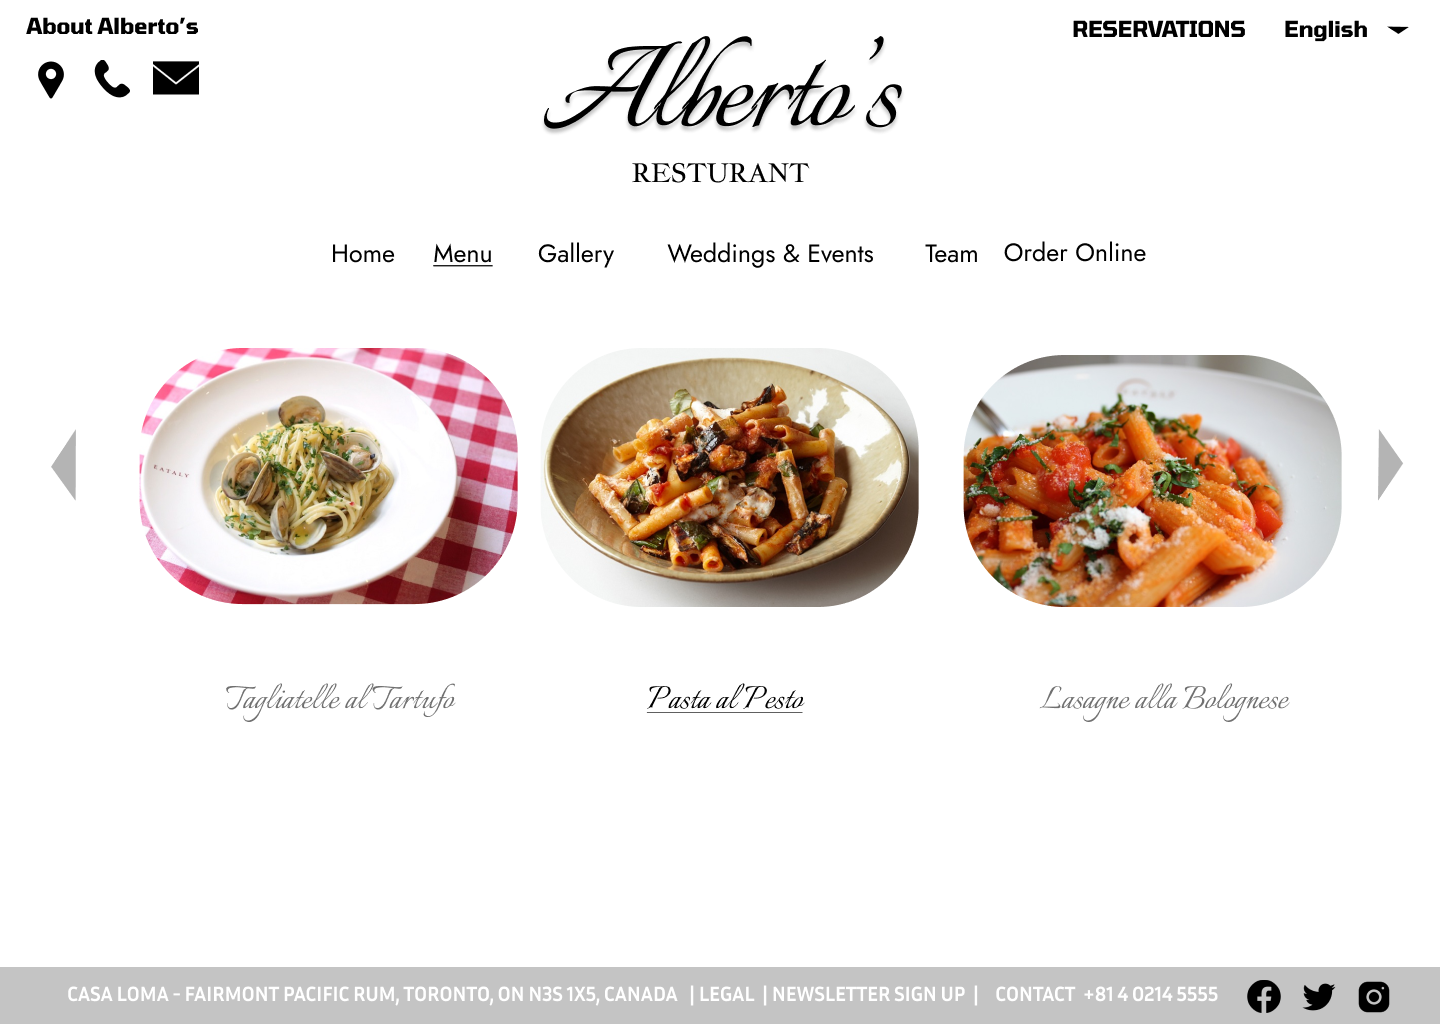 About Alberto's
RESERVATIONS
English
Alberto's
RESTURANT
Home
Menu
Gallery
Weddings & Events
Team
Order Online
EATALY
Tagliatelle al Tartufo
Pasta al Pesto
Lasagne alla Bolognese
CASA LOMA - FAIRMONT PACIFIC RUM, TORONTO, ON N3S 1X5, CANADA | LEGAL | NEWSLETTER SIGN UP | CONTACT +81 4 0214 5555